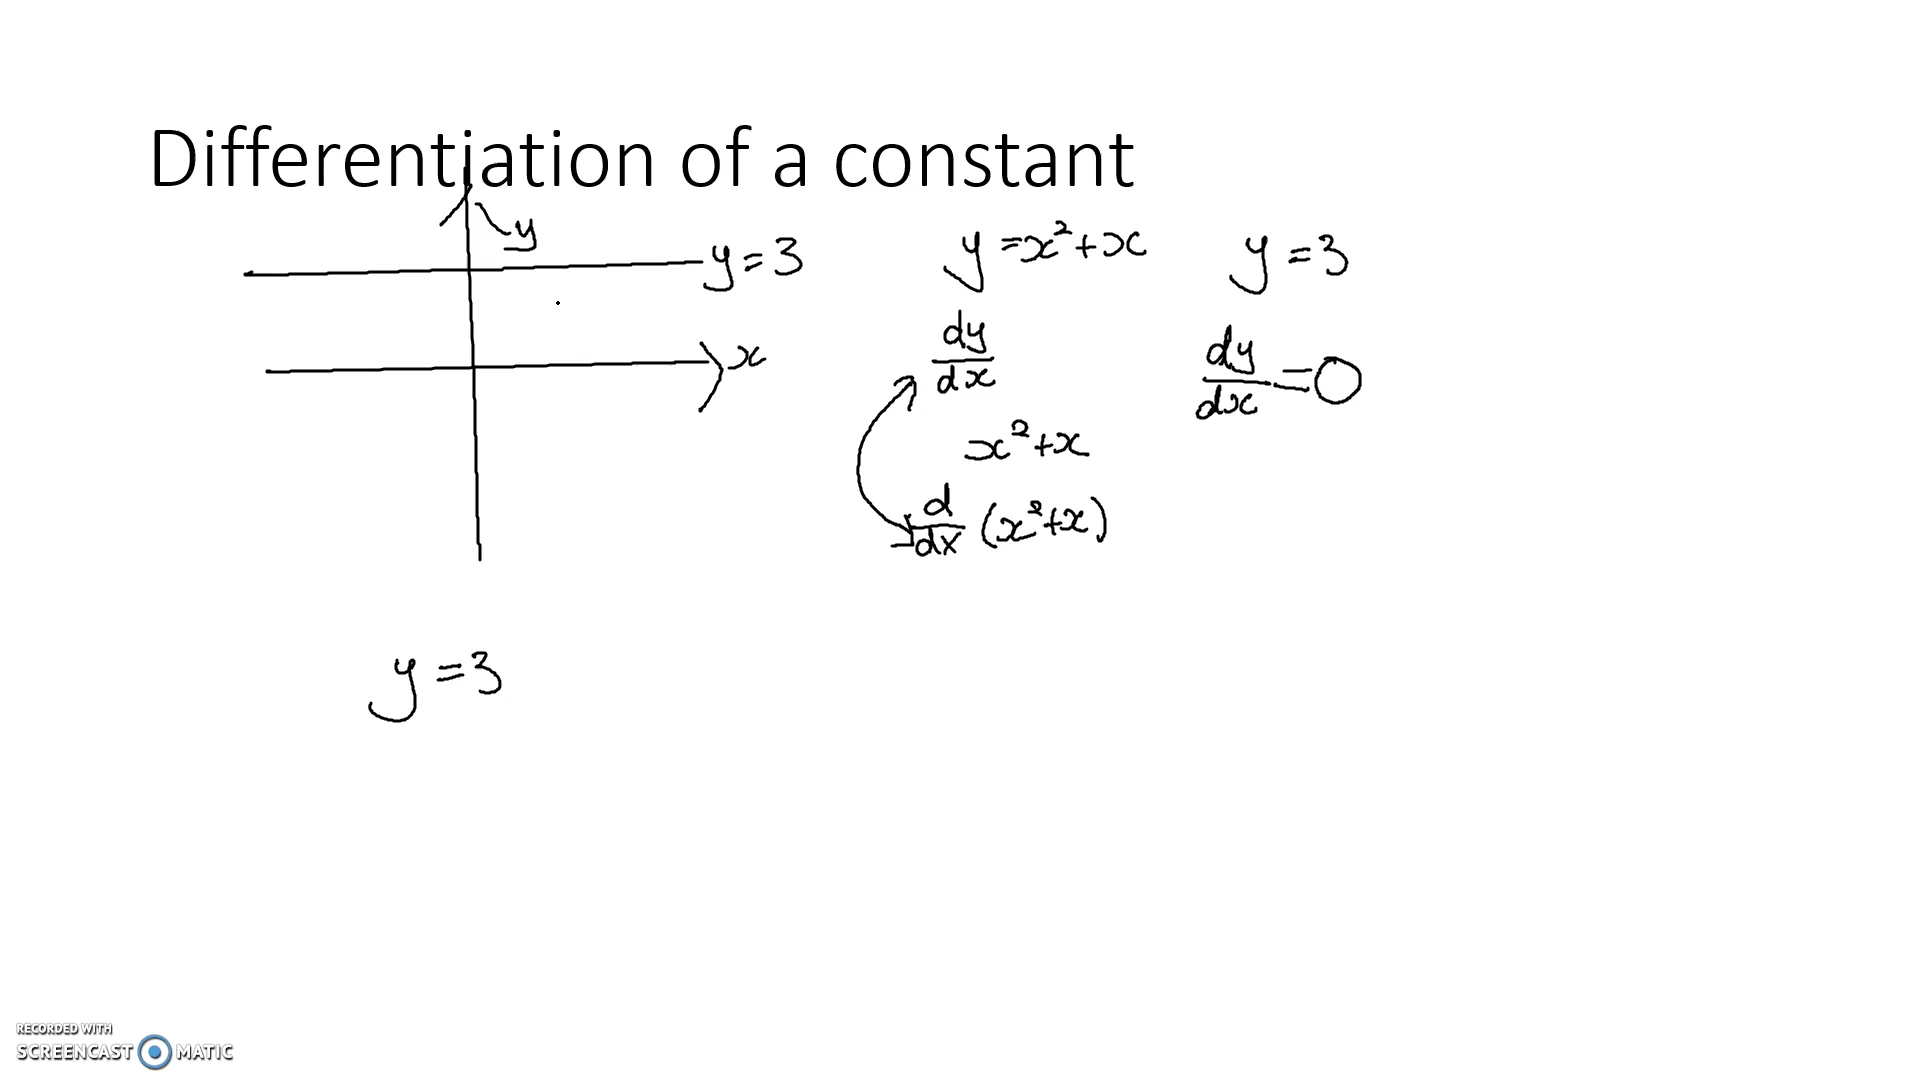 Differentiation of a constant
y
y = 3
x
y = x² + x
dy
dx
x² + x
d
dx (x² + x)
y = 3
dy
dx = 0
y = 3
RECORDED WITH
SCREENCAST MATIC